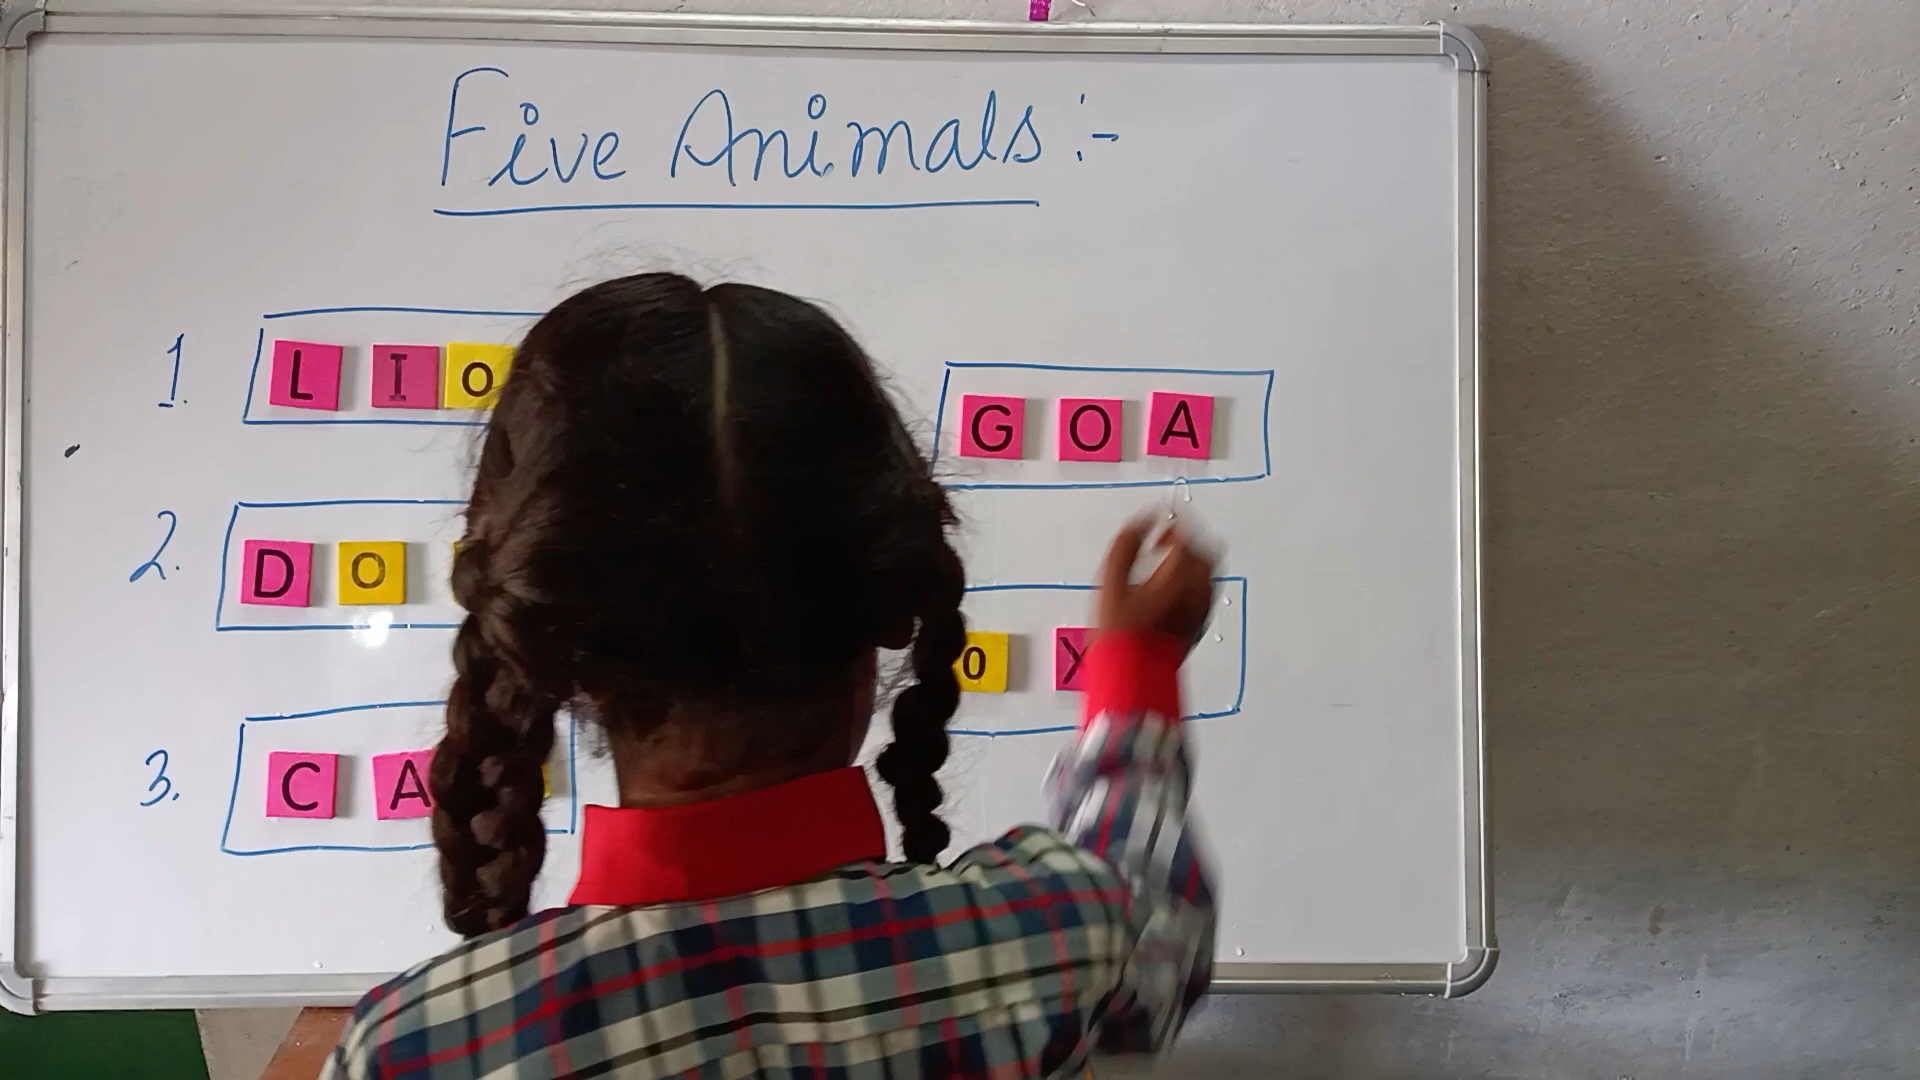 Five Animals :-
1. L I O
2. D O
3. C A
G O A
O X